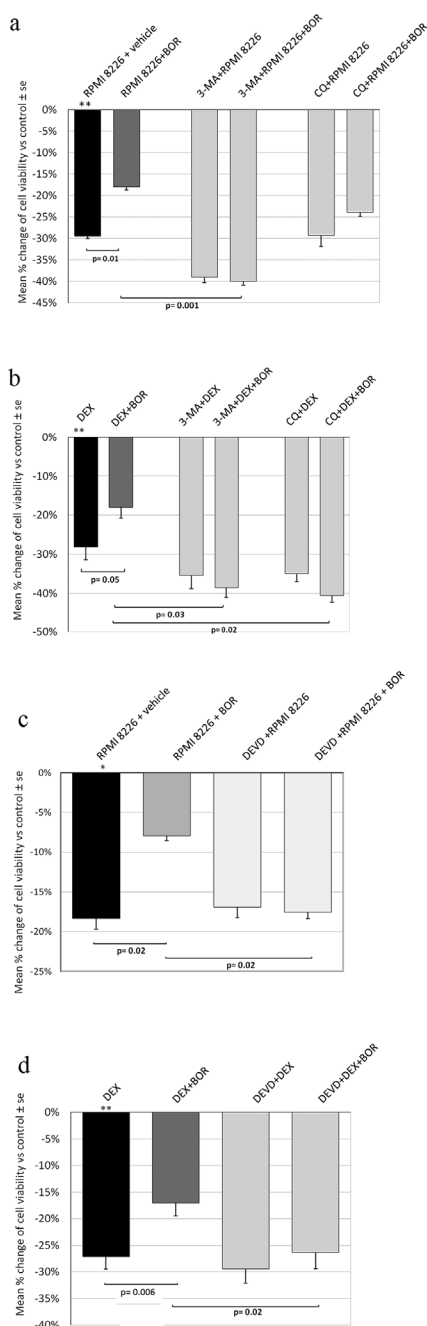 a
RPMI 8226 + vehicle
RPMI 8226+BOR
3-MA+RPMI 8226
3-MA+RPMI 8226+BOR
CQ+RPMI 8226
CQ+RPMI 8226+BOR
Mean % change of cell viability vs control ± se
0%
-5%
-10%
-15%
-20%
-25%
-30%
-35%
-40%
-45%
**
p= 0.01
p= 0.001
b
DEX
DEX+BOR
3-MA+DEX
3-MA+DEX+BOR
CQ+DEX
CQ+DEX+BOR
Mean % change of cell viability vs control ± se
0%
-10%
-20%
-30%
-40%
-50%
**
p= 0.05
p= 0.03
p= 0.02
c
RPMI 8226 + vehicle
RPMI 8226 + BOR
DEVD +RPMI 8226
DEVD +RPMI 8226 + BOR
Mean % change of cell viability vs control ± se
0%
-5%
-10%
-15%
-20%
-25%
*
p= 0.02
p= 0.02
d
DEX
DEX+BOR
DEVD+DEX
DEVD+DEX+BOR
Mean % change of cell viability vs control ± se
0%
-5%
-10%
-15%
-20%
-25%
-30%
-35%
-40%
**
p= 0.006
p= 0.02